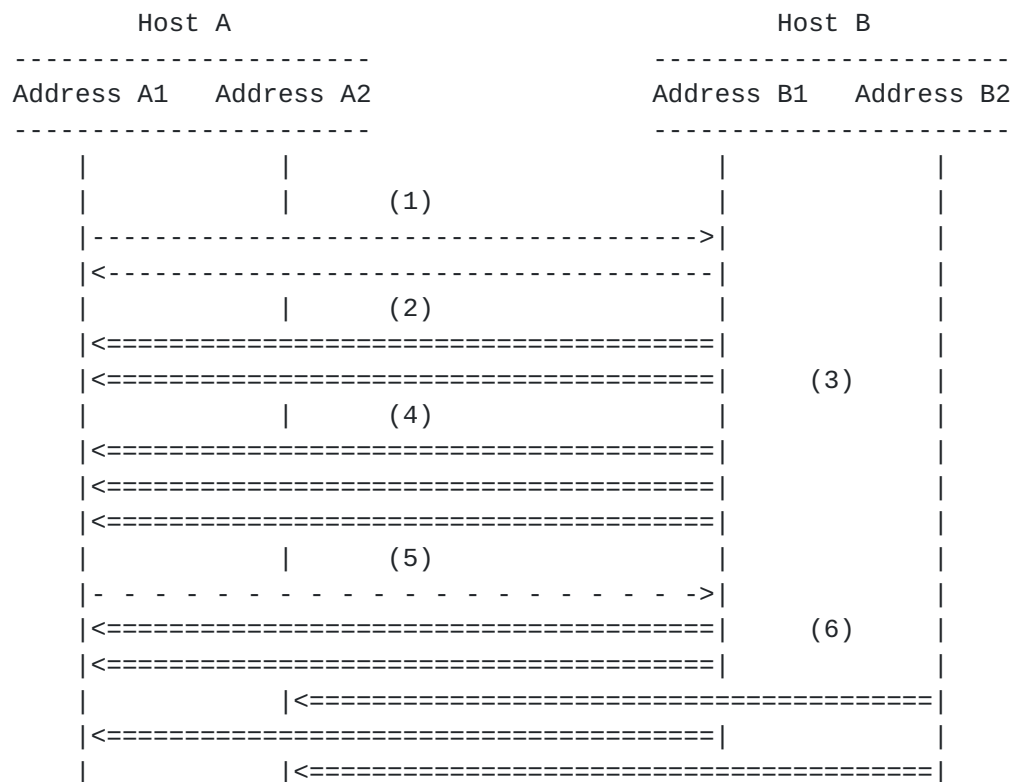 Host A                                   Host B
-----------------------                  -----------------------
Address A1   Address A2                  Address B1   Address B2
-----------------------                  -----------------------
    |            |                           |             |
    |            |      (1)                  |             |
    |--------------------------------------->|             |
    |<---------------------------------------|             |
    |            |      (2)                  |             |
    |<=======================================|             |
    |<=======================================|     (3)     |
    |            |      (4)                  |             |
    |<=======================================|             |
    |<=======================================|             |
    |<=======================================|             |
    |            |      (5)                  |             |
    |- - - - - - - - - - - - - - - - - - - ->|             |
    |<=======================================|     (6)     |
    |<=======================================|             |
    |            |<========================================|
    |<=======================================|             |
    |            |<========================================|